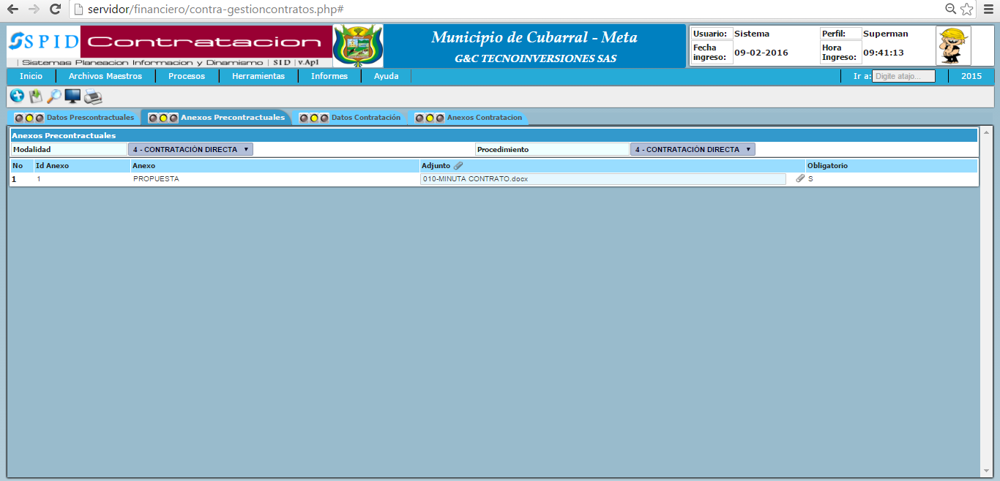 servidor/financiero/contra-gestioncontratos.php#
SSPID Contratacion
| Sistemas Planeacion Informacion y Dinamismo | SID | v.Apl
Municipio de Cubarral - Meta
G&C TECNOINVERSIONES SAS
Usuario: Sistema Perfil: Superman
Fecha ingreso: 09-02-2016 Hora Ingreso: 09:41:13
Inicio Archivos Maestros Procesos Herramientas Informes Ayuda Ir a: Digite atajo... 2015
Datos Prescontractuales Anexos Precontractuales Datos Contratación Anexos Contratacion
Anexos Precontractuales
Modalidad 4 - CONTRATACIÓN DIRECTA Procedimiento 4 - CONTRATACIÓN DIRECTA
No Id Anexo Anexo Adjunto Obligatorio
1 1 PROPUESTA 010-MINUTA CONTRATO.docx S